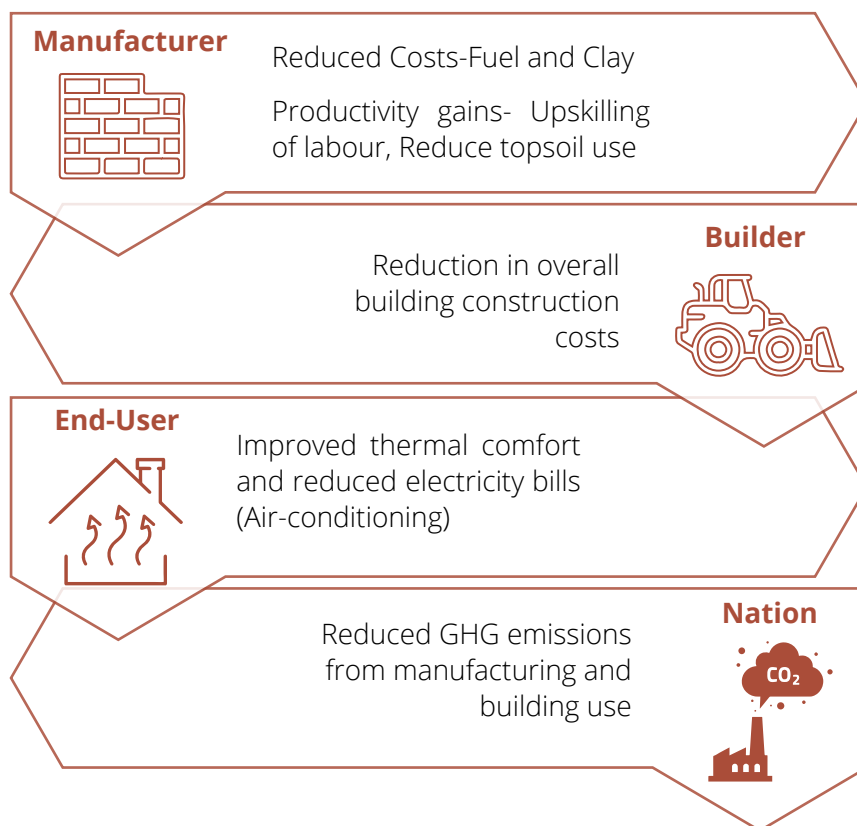 Manufacturer
Reduced Costs-Fuel and Clay
Productivity gains- Upskilling
of labour, Reduce topsoil use
Builder
Reduction in overall
building construction
costs
End-User
Improved thermal comfort
and reduced electricity bills
(Air-conditioning)
Nation
Reduced GHG emissions
from manufacturing and
building use
CO₂